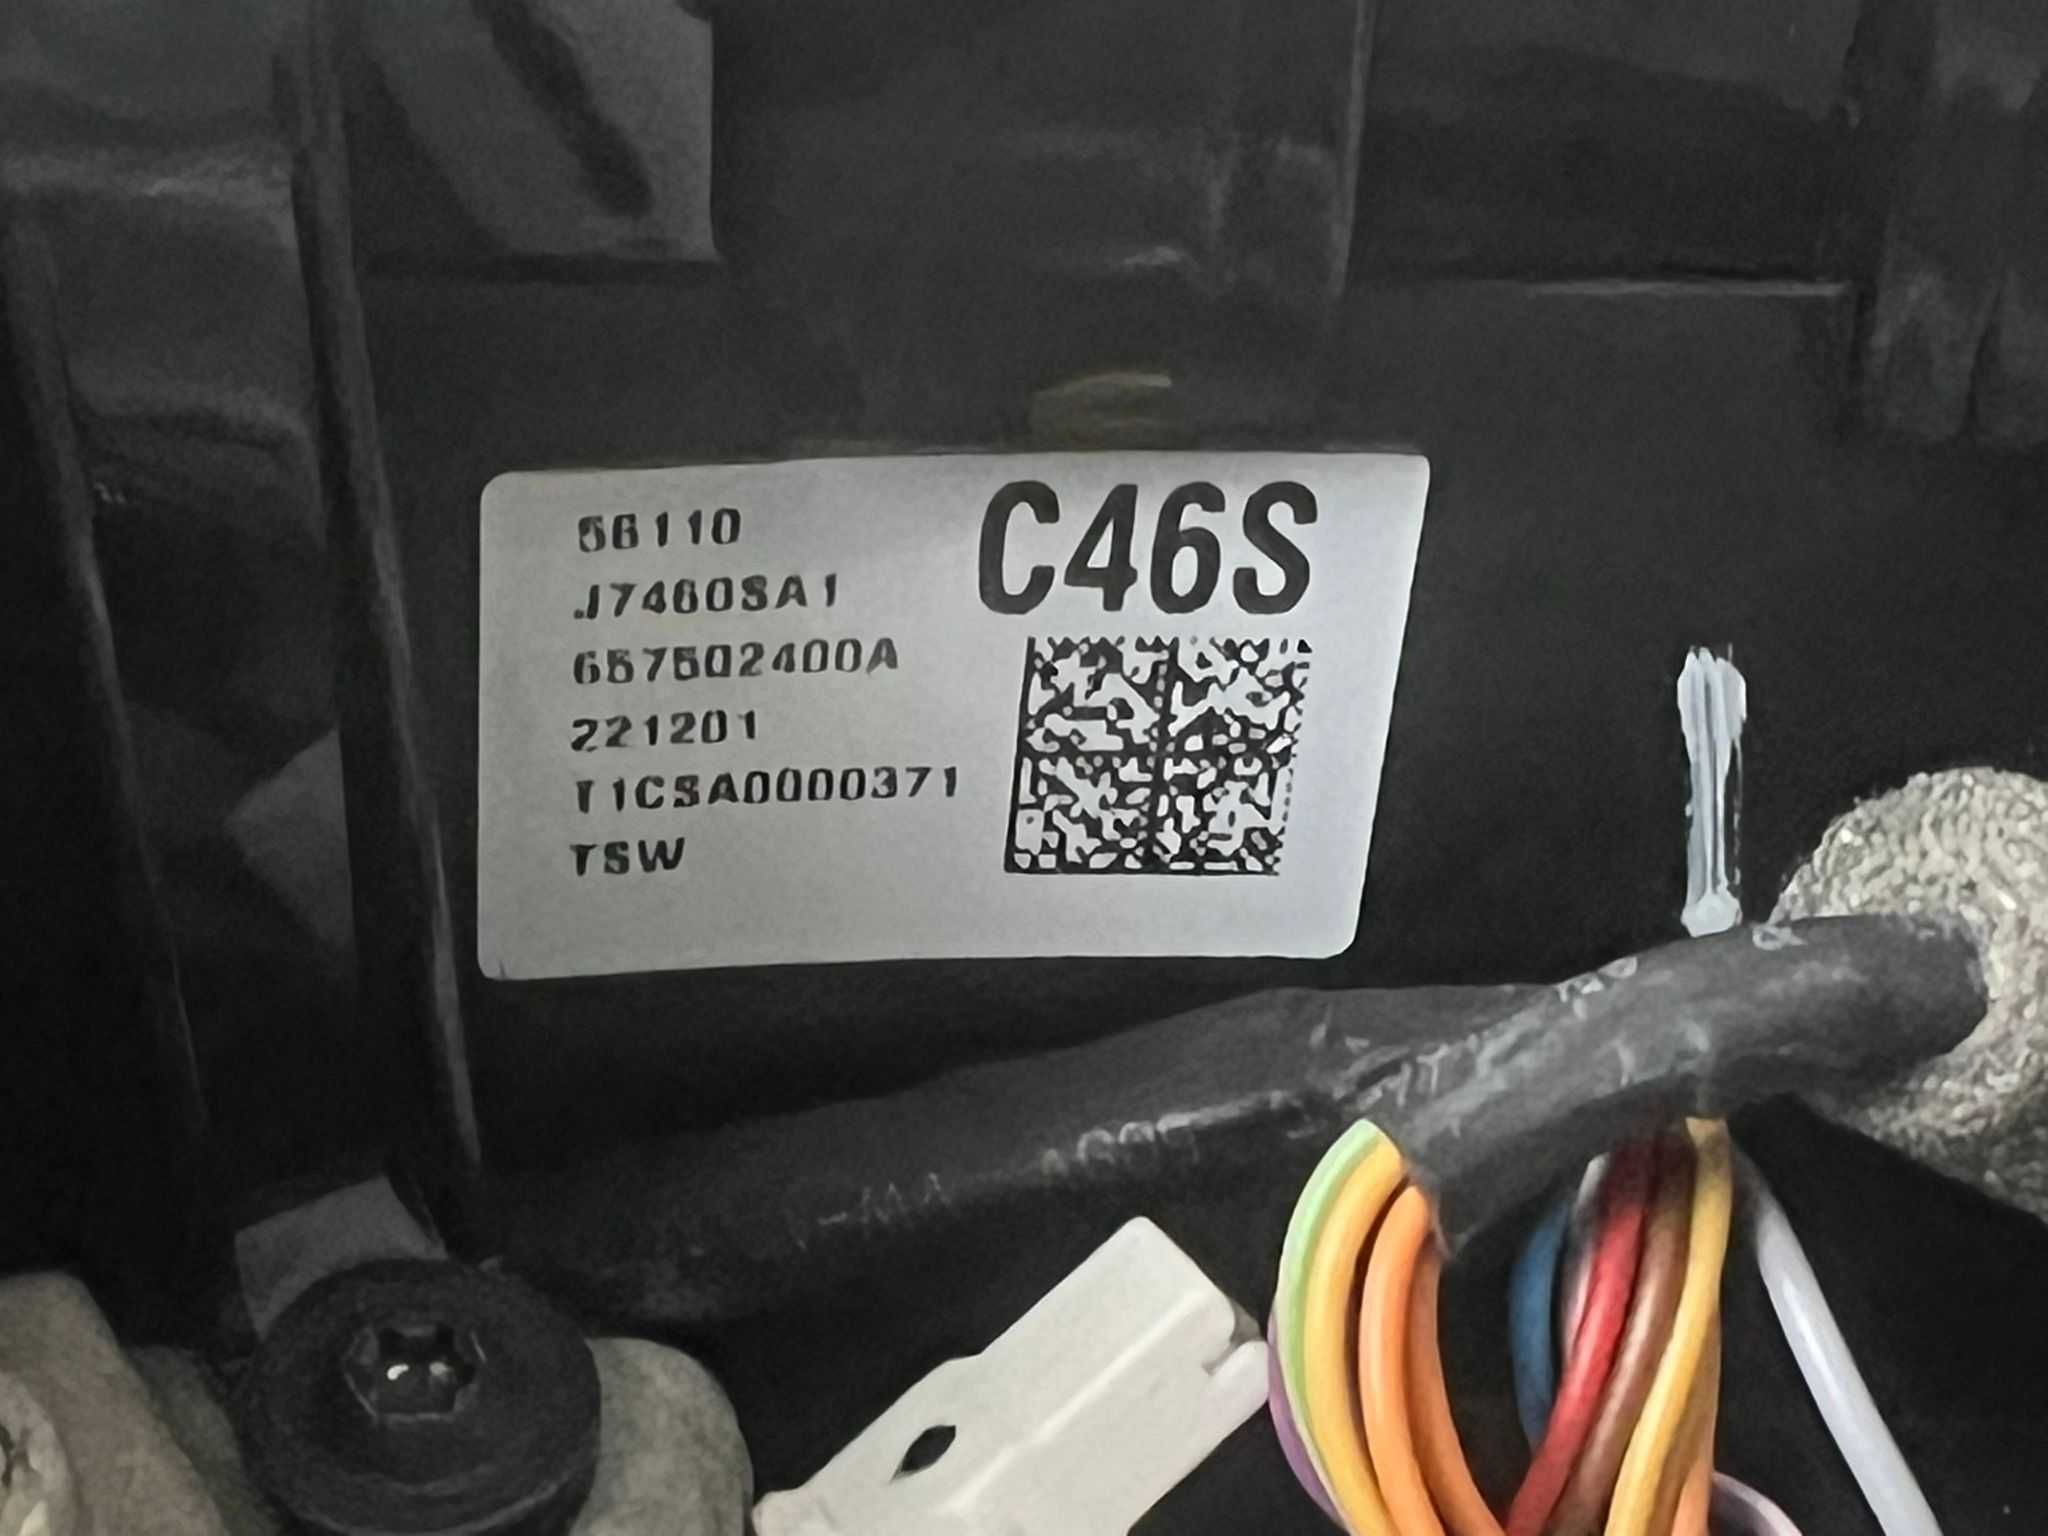 56110
C46S
J7460SA1
657502400A
221201
T1CSA0000371
TSW